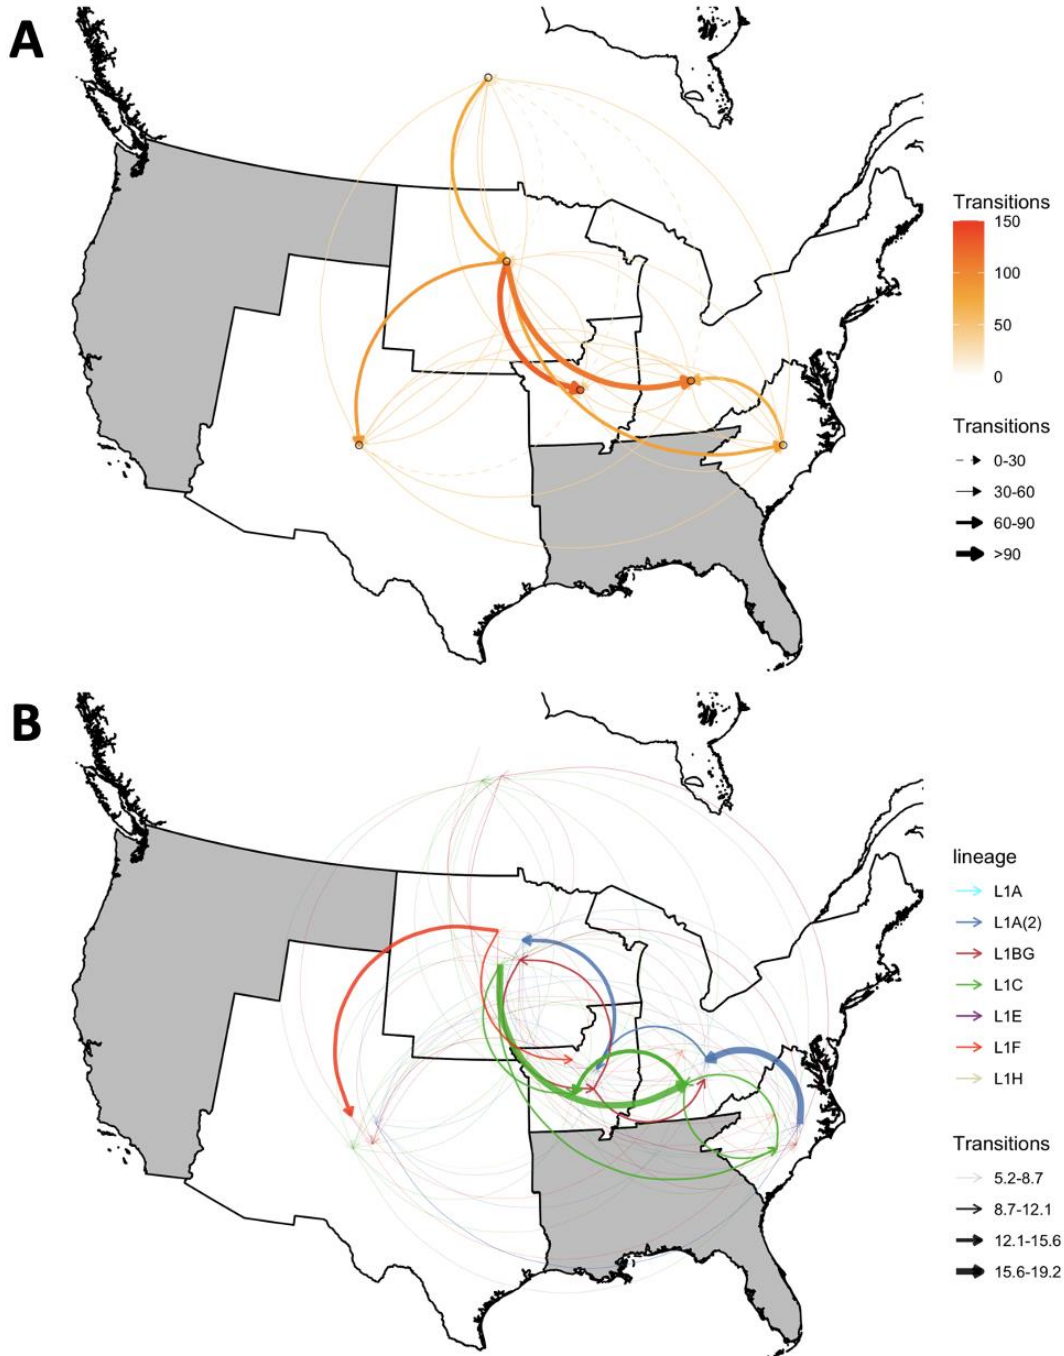 A
Transitions
150
100
50
0
Transitions
0-30
30-60
60-90
>90
B
lineage
L1A
L1A(2)
L1BG
L1C
L1E
L1F
L1H
Transitions
5.2-8.7
8.7-12.1
12.1-15.6
15.6-19.2